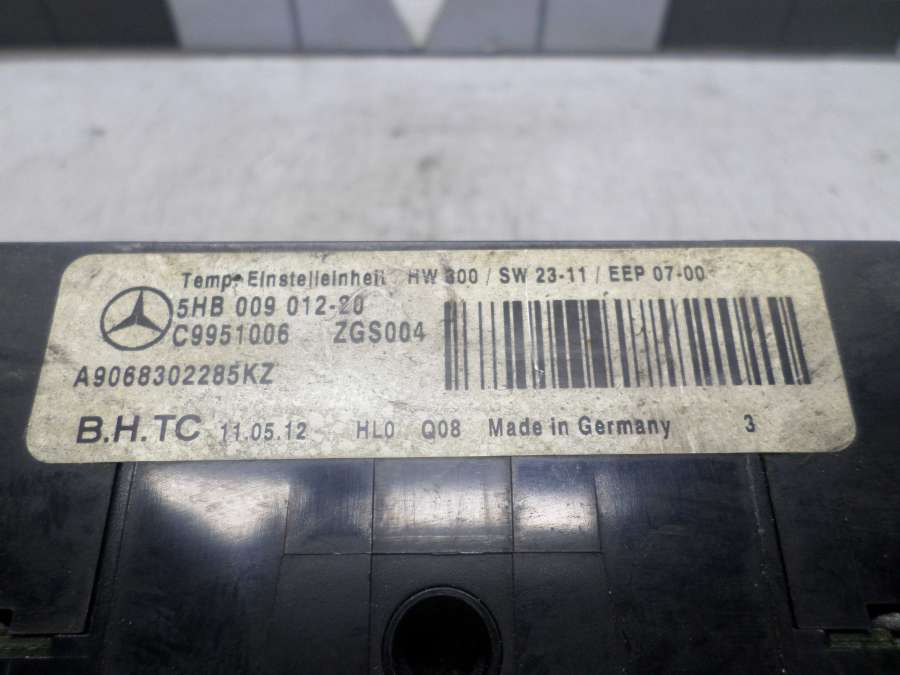 Temp. Einstelleinheit HW 300 / SW 23-11 / EEP 07-00
5HB 009 012-20
C9951006 ZGS004
A9068302285KZ
B.H.TC 11.05.12 HL0 Q08 Made in Germany 3